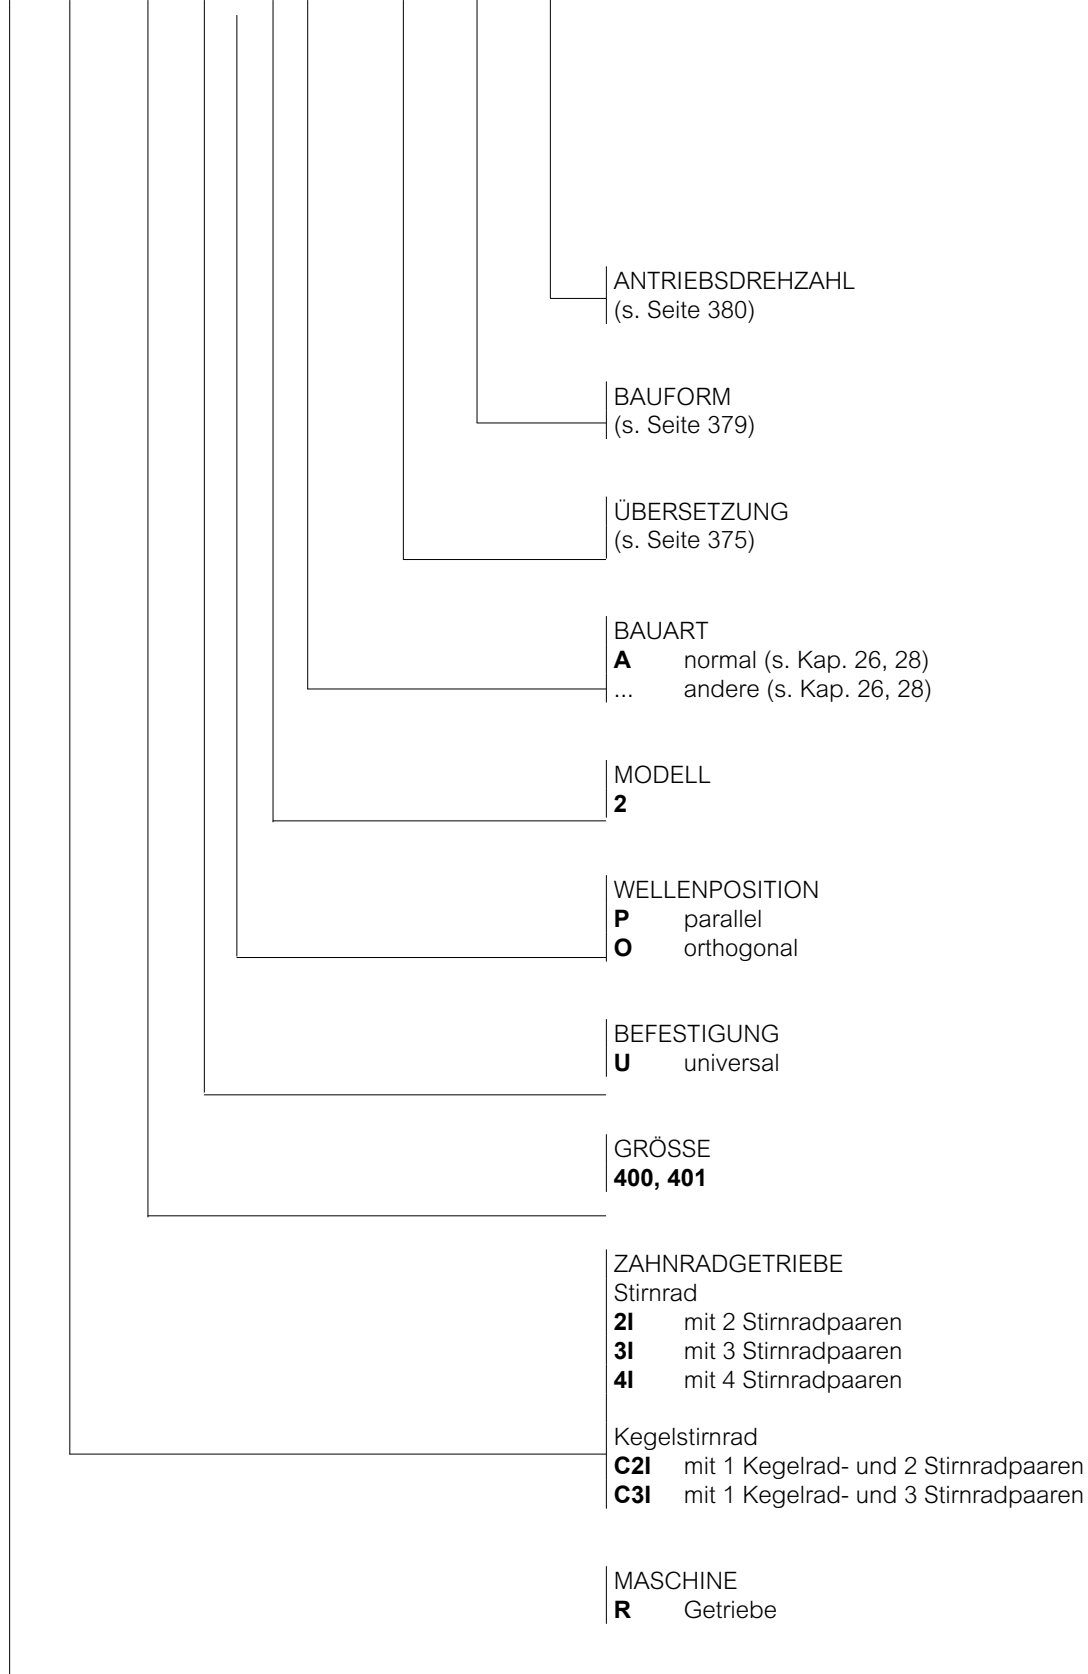 ANTRIEBSDREHZAHL
(s. Seite 380)
BAUFORM
(s. Seite 379)
ÜBERSETZUNG
(s. Seite 375)
BAUART
A normal (s. Kap. 26, 28)
... andere (s. Kap. 26, 28)
MODELL
2
WELLENPOSITION
P parallel
O orthogonal
BEFESTIGUNG
U universal
GRÖSSE
400, 401
ZAHNRADGETRIEBE
Stirnrad
2I mit 2 Stirnradpaaren
3I mit 3 Stirnradpaaren
4I mit 4 Stirnradpaaren
Kegelstirnrad
C2I mit 1 Kegelrad- und 2 Stirnradpaaren
C3I mit 1 Kegelrad- und 3 Stirnradpaaren
MASCHINE
R Getriebe